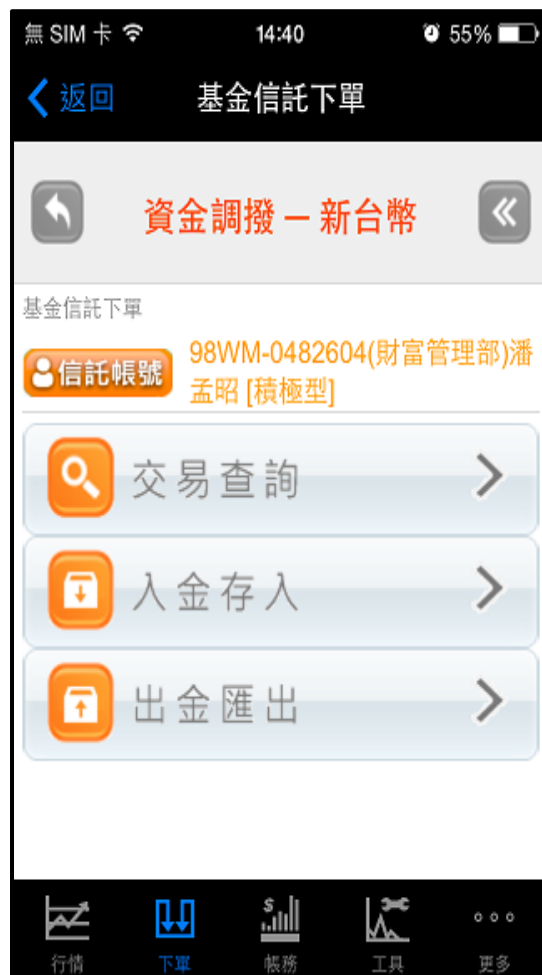 無 SIM 卡 14:40 55%
返回 基金信託下單
資金調撥 — 新台幣
基金信託下單
信託帳號 98WM-0482604(財富管理部)潘
孟昭 [積極型]
交易查詢
入金存入
出金匯出
行情 下單 帳務 工具 更多